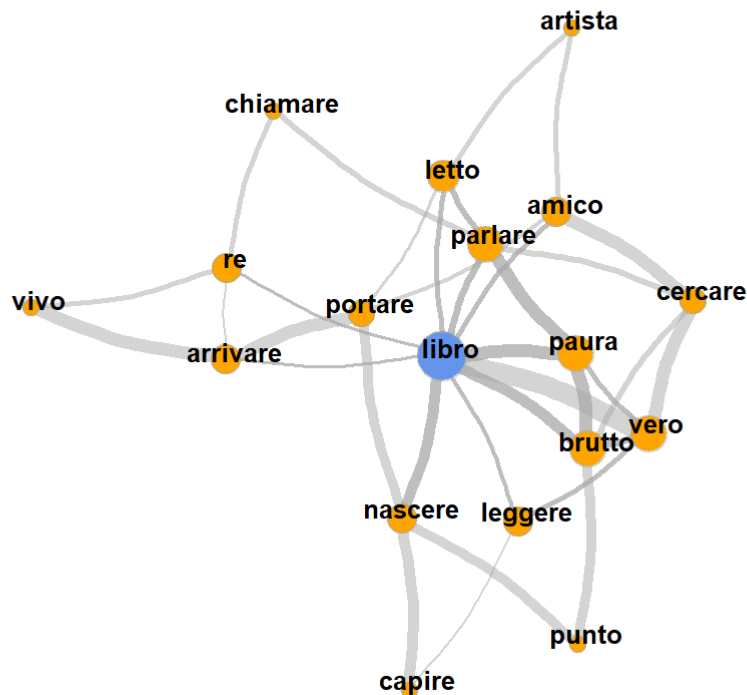 artista
chiamare
letto
amico
parlare
re
cercare
vivo
portare
arrivare
libro
paura
vero
brutto
nascere
leggere
punto
capire